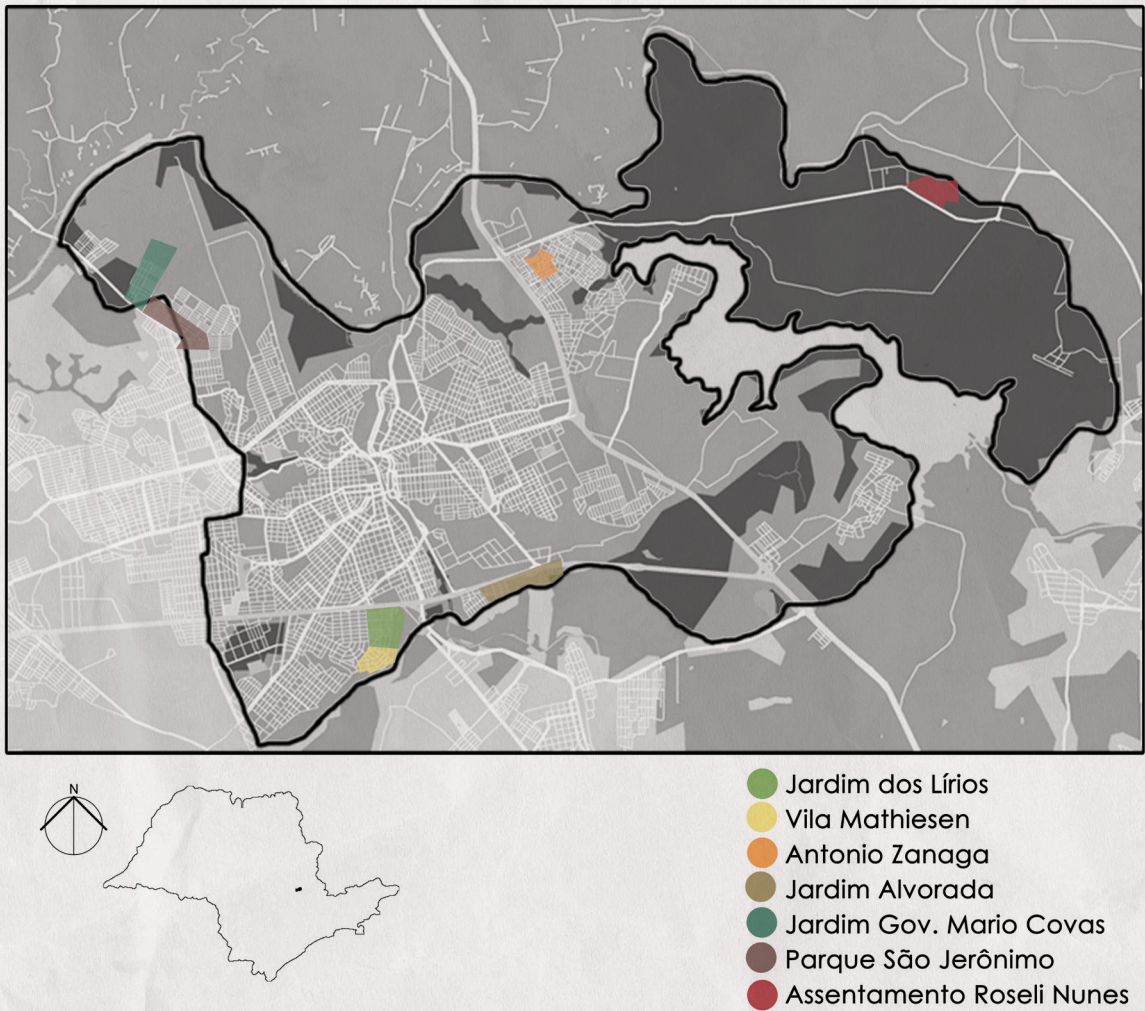 N
Jardim dos Lírios
Vila Mathiesen
Antonio Zanaga
Jardim Alvorada
Jardim Gov. Mario Covas
Parque São Jerônimo
Assentamento Roseli Nunes